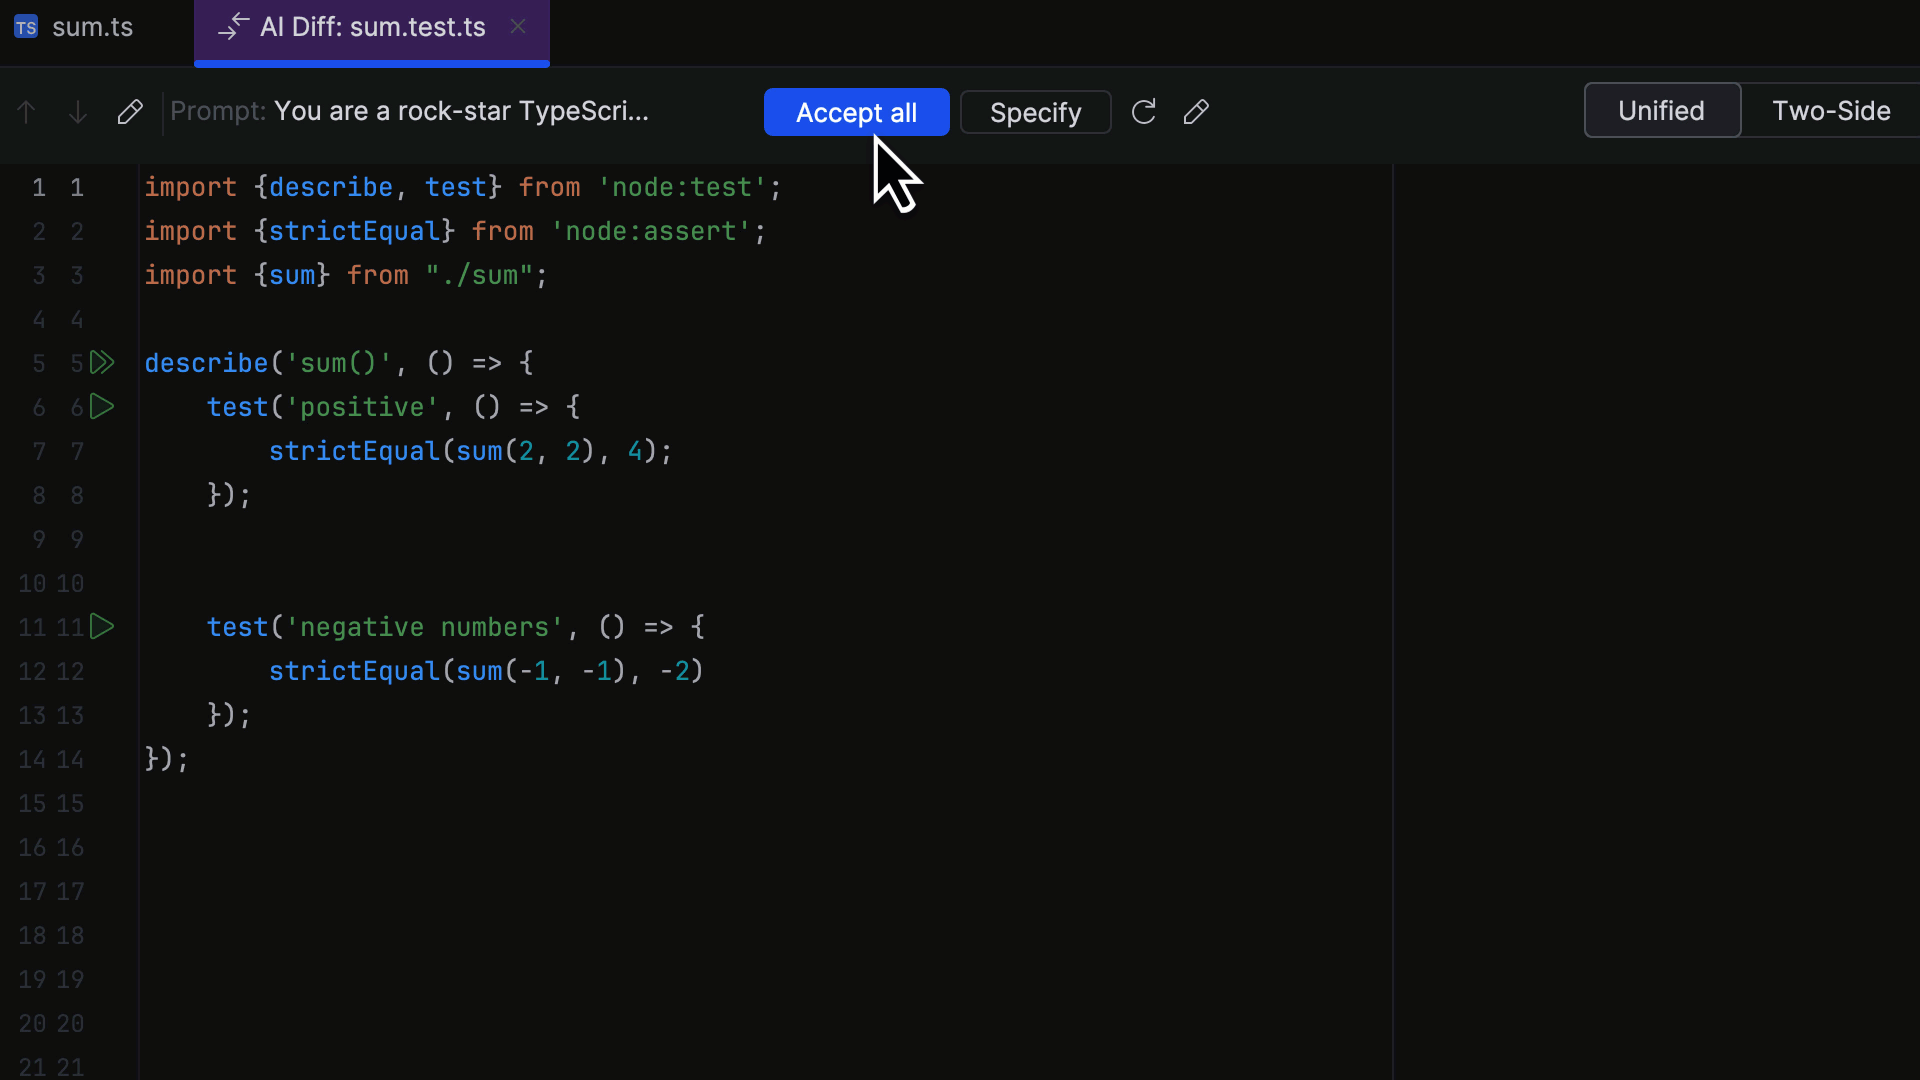 TS sum.ts AI Diff: sum.test.ts
Prompt: You are a rock-star TypeScri... Accept all Specify Unified Two-Side
1 1 import {describe, test} from 'node:test';
2 2 import {strictEqual} from 'node:assert';
3 3 import {sum} from "./sum";
4 4
5 5 describe('sum()', () => {
6 6 test('positive', () => {
7 7 strictEqual(sum(2, 2), 4);
8 8 });
9 9
10 10
11 11 test('negative numbers', () => {
12 12 strictEqual(sum(-1, -1), -2)
13 13 });
14 14 });
15 15
16 16
17 17
18 18
19 19
20 20
21 21